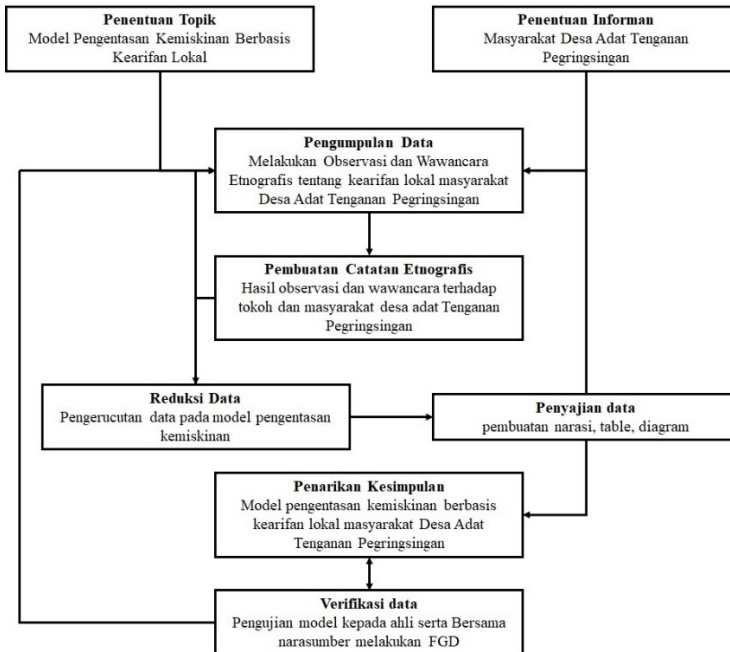 Penentuan Topik
Model Pengentasan Kemiskinan Berbasis
Kearifan Lokal
Penentuan Informan
Masyarakat Desa Adat Tenganan
Pegringsingan
Pengumpulan Data
Melakukan Observasi dan Wawancara
Etnografis tentang kearifan lokal masyarakat
Desa Adat Tenganan Pegringsingan
Pembuatan Catatan Etnografis
Hasil observasi dan wawancara terhadap
tokoh dan masyarakat desa adat Tenganan
Pegringsingan
Reduksi Data
Pengerucutan data pada model pengentasan
kemiskinan
Penyajian data
pembuatan narasi, table, diagram
Penarikan Kesimpulan
Model pengentasan kemiskinan berbasis
kearifan lokal masyarakat Desa Adat
Tenganan Pegringsingan
Verifikasi data
Pengujian model kepada ahli serta Bersama
narasumber melakukan FGD